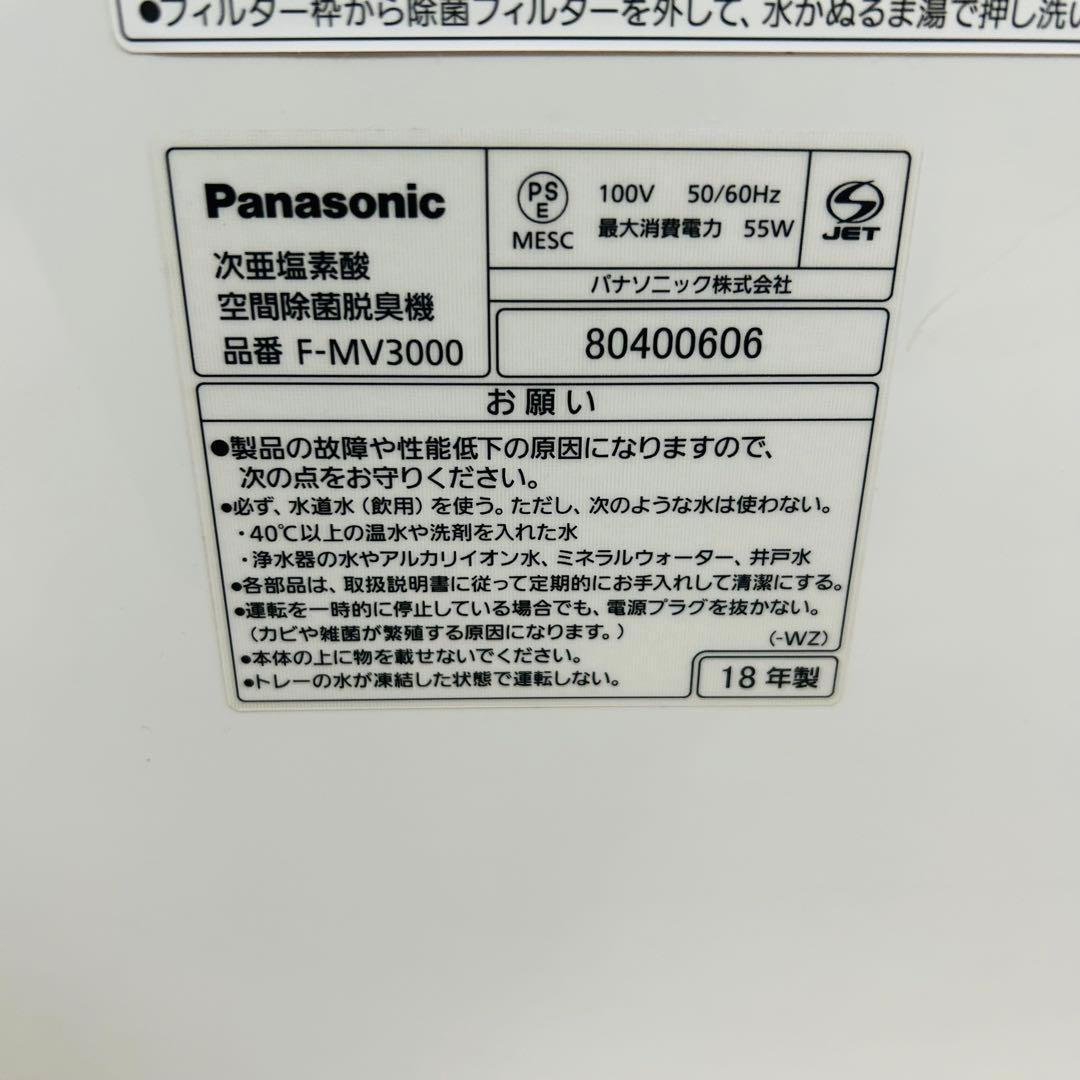 ●フィルター枠から除菌フィルターを外して、水かぬるま湯で押し洗い
Panasonic
次亜塩素酸
空間除菌脱臭機
品番 F-MV3000
PSE
MESC
100V 50/60Hz
最大消費電力 55W
S
JET
パナソニック株式会社
80400606
お願い
●製品の故障や性能低下の原因になりますので、
次の点をお守りください。
●必ず、水道水(飲用)を使う。ただし、次のような水は使わない。
・40℃以上の温水や洗剤を入れた水
・浄水器の水やアルカリイオン水、ミネラルウォーター、井戸水
●各部品は、取扱説明書に従って定期的にお手入れして清潔にする。
●運転を一時的に停止している場合でも、電源プラグを抜かない。
(カビや雑菌が繁殖する原因になります。)
(-WZ)
●本体の上に物を載せないでください。
●トレーの水が凍結した状態で運転しない。
18年製